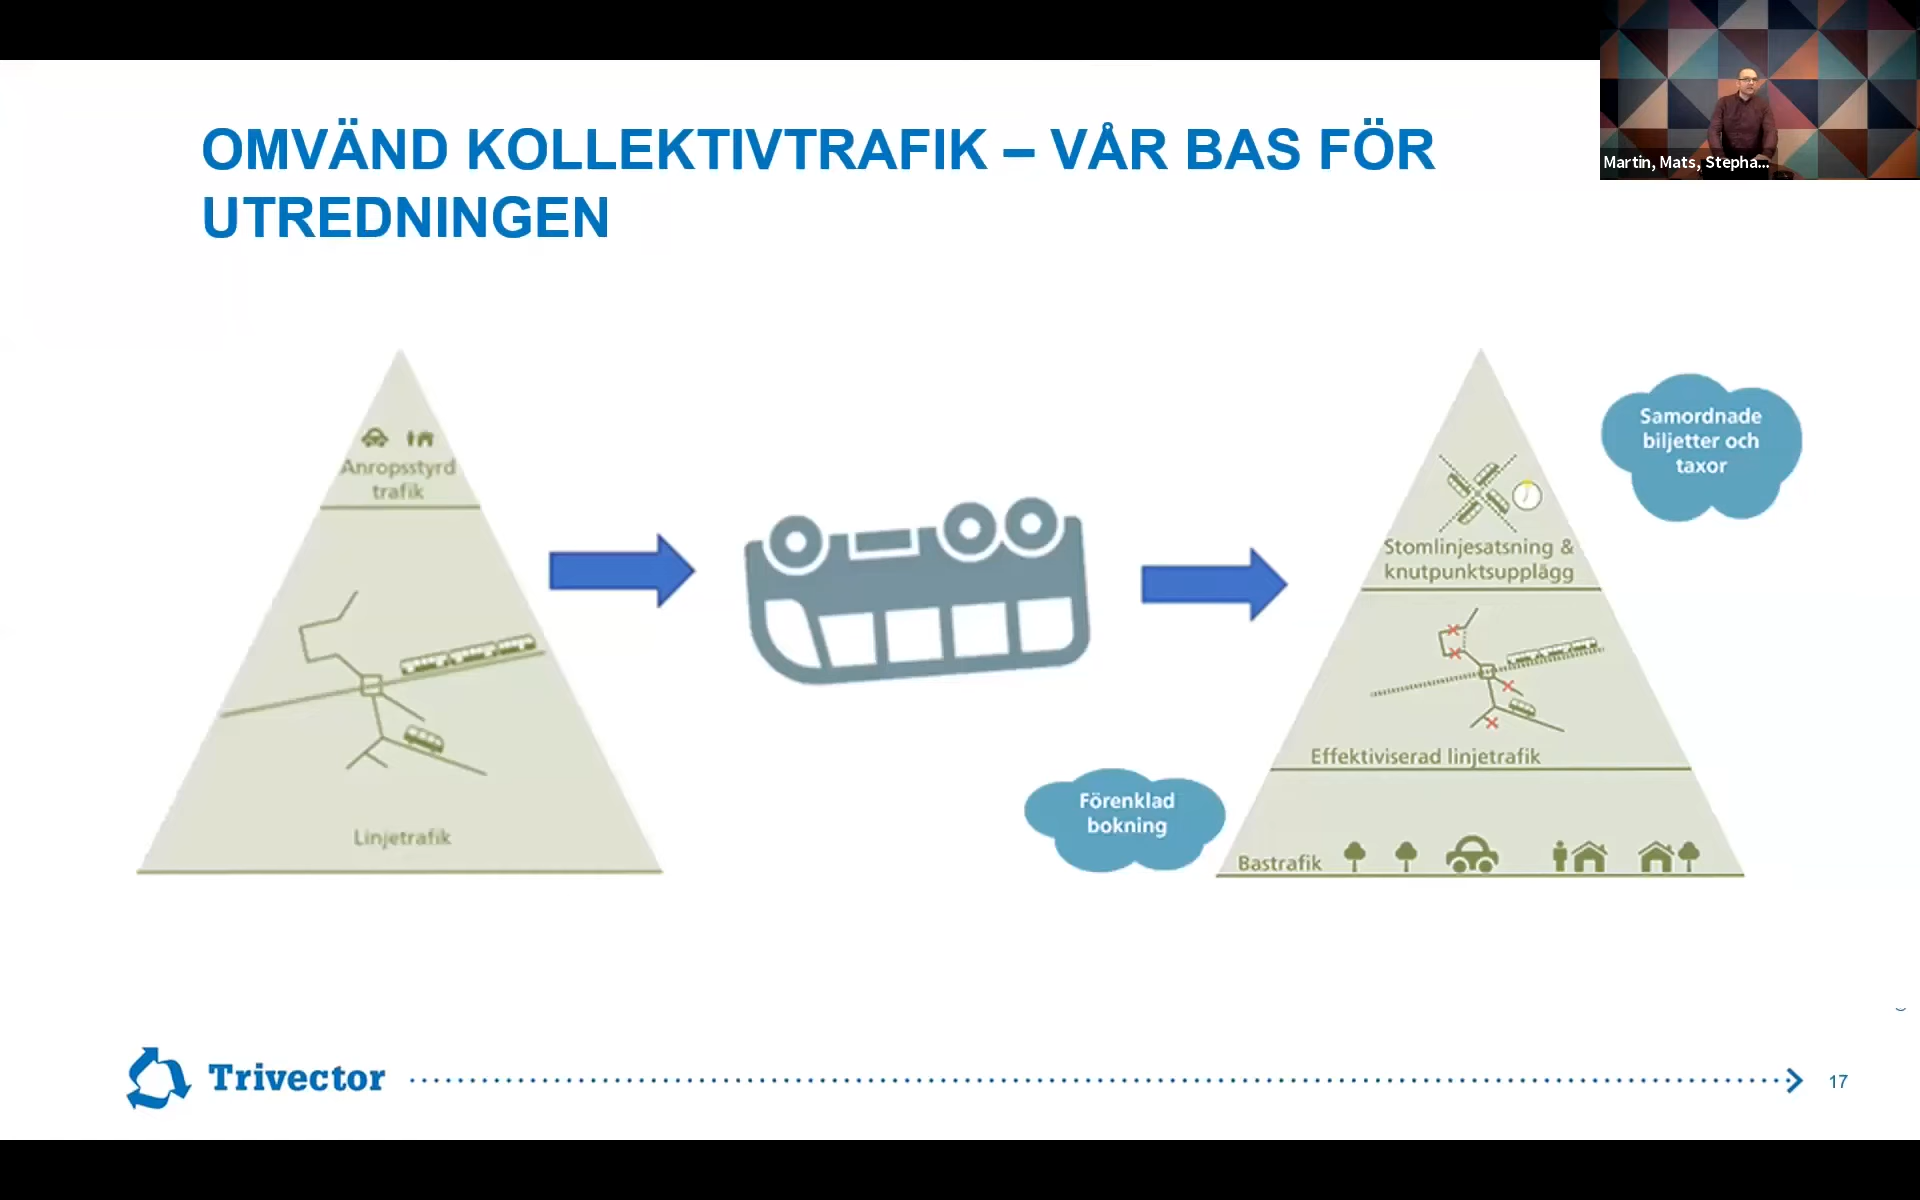 Martin, Mats, Stepha...
OMVÄND KOLLEKTIVTRAFIK – VÅR BAS FÖR
UTREDNINGEN
Anropsstyrd
trafik
Linjetrafik
Samordnade
biljetter och
taxor
Stomlinjesatsning &
knutpunktsupplägg
Effektiviserad linjetrafik
Förenklad
bokning
Bastrafik
Trivector
17